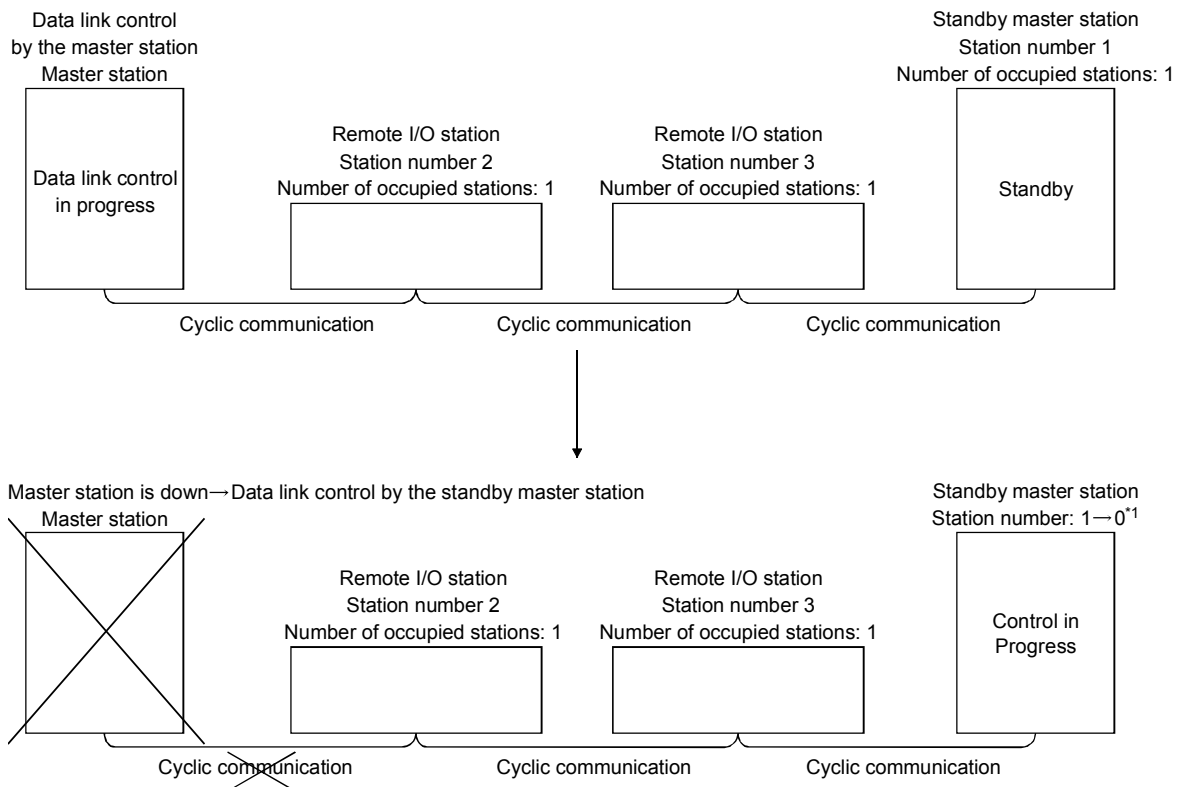 Data link control
by the master station
Master station
Data link control
in progress
Remote I/O station
Station number 2
Number of occupied stations: 1
Remote I/O station
Station number 3
Number of occupied stations: 1
Standby master station
Station number 1
Number of occupied stations: 1
Standby
Cyclic communication
Cyclic communication
Cyclic communication
Master station is down→Data link control by the standby master station
Master station
Remote I/O station
Station number 2
Number of occupied stations: 1
Remote I/O station
Station number 3
Number of occupied stations: 1
Standby master station
Station number: 1→0*1
Control in
Progress
Cyclic communication
Cyclic communication
Cyclic communication